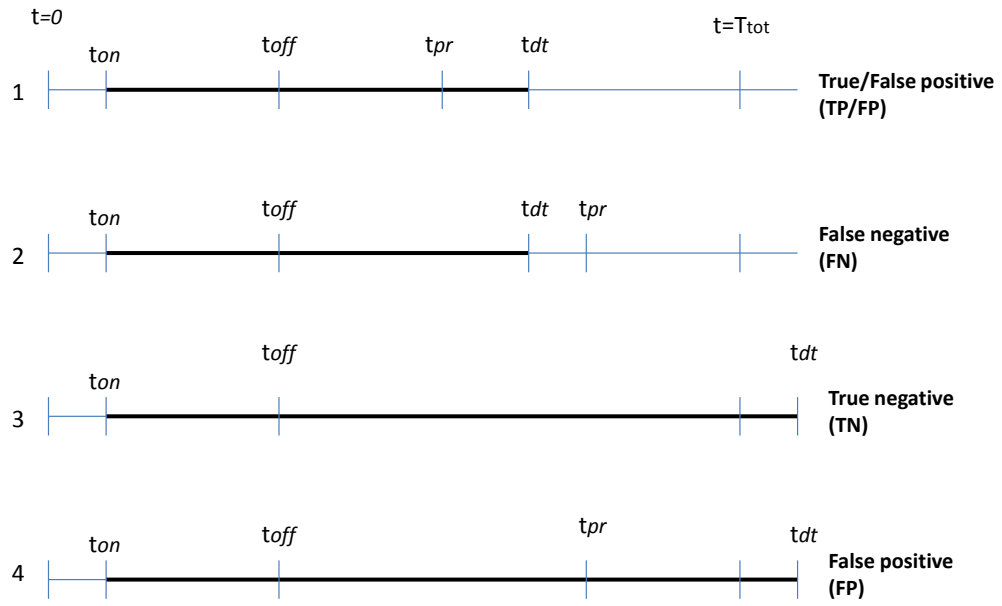 t=0
t=Ttot
ton
toff
tpr
tdt
1
True/False positive
(TP/FP)
ton
toff
tdt
tpr
2
False negative
(FN)
toff
tdt
ton
3
True negative
(TN)
ton
toff
tpr
tdt
4
False positive
(FP)